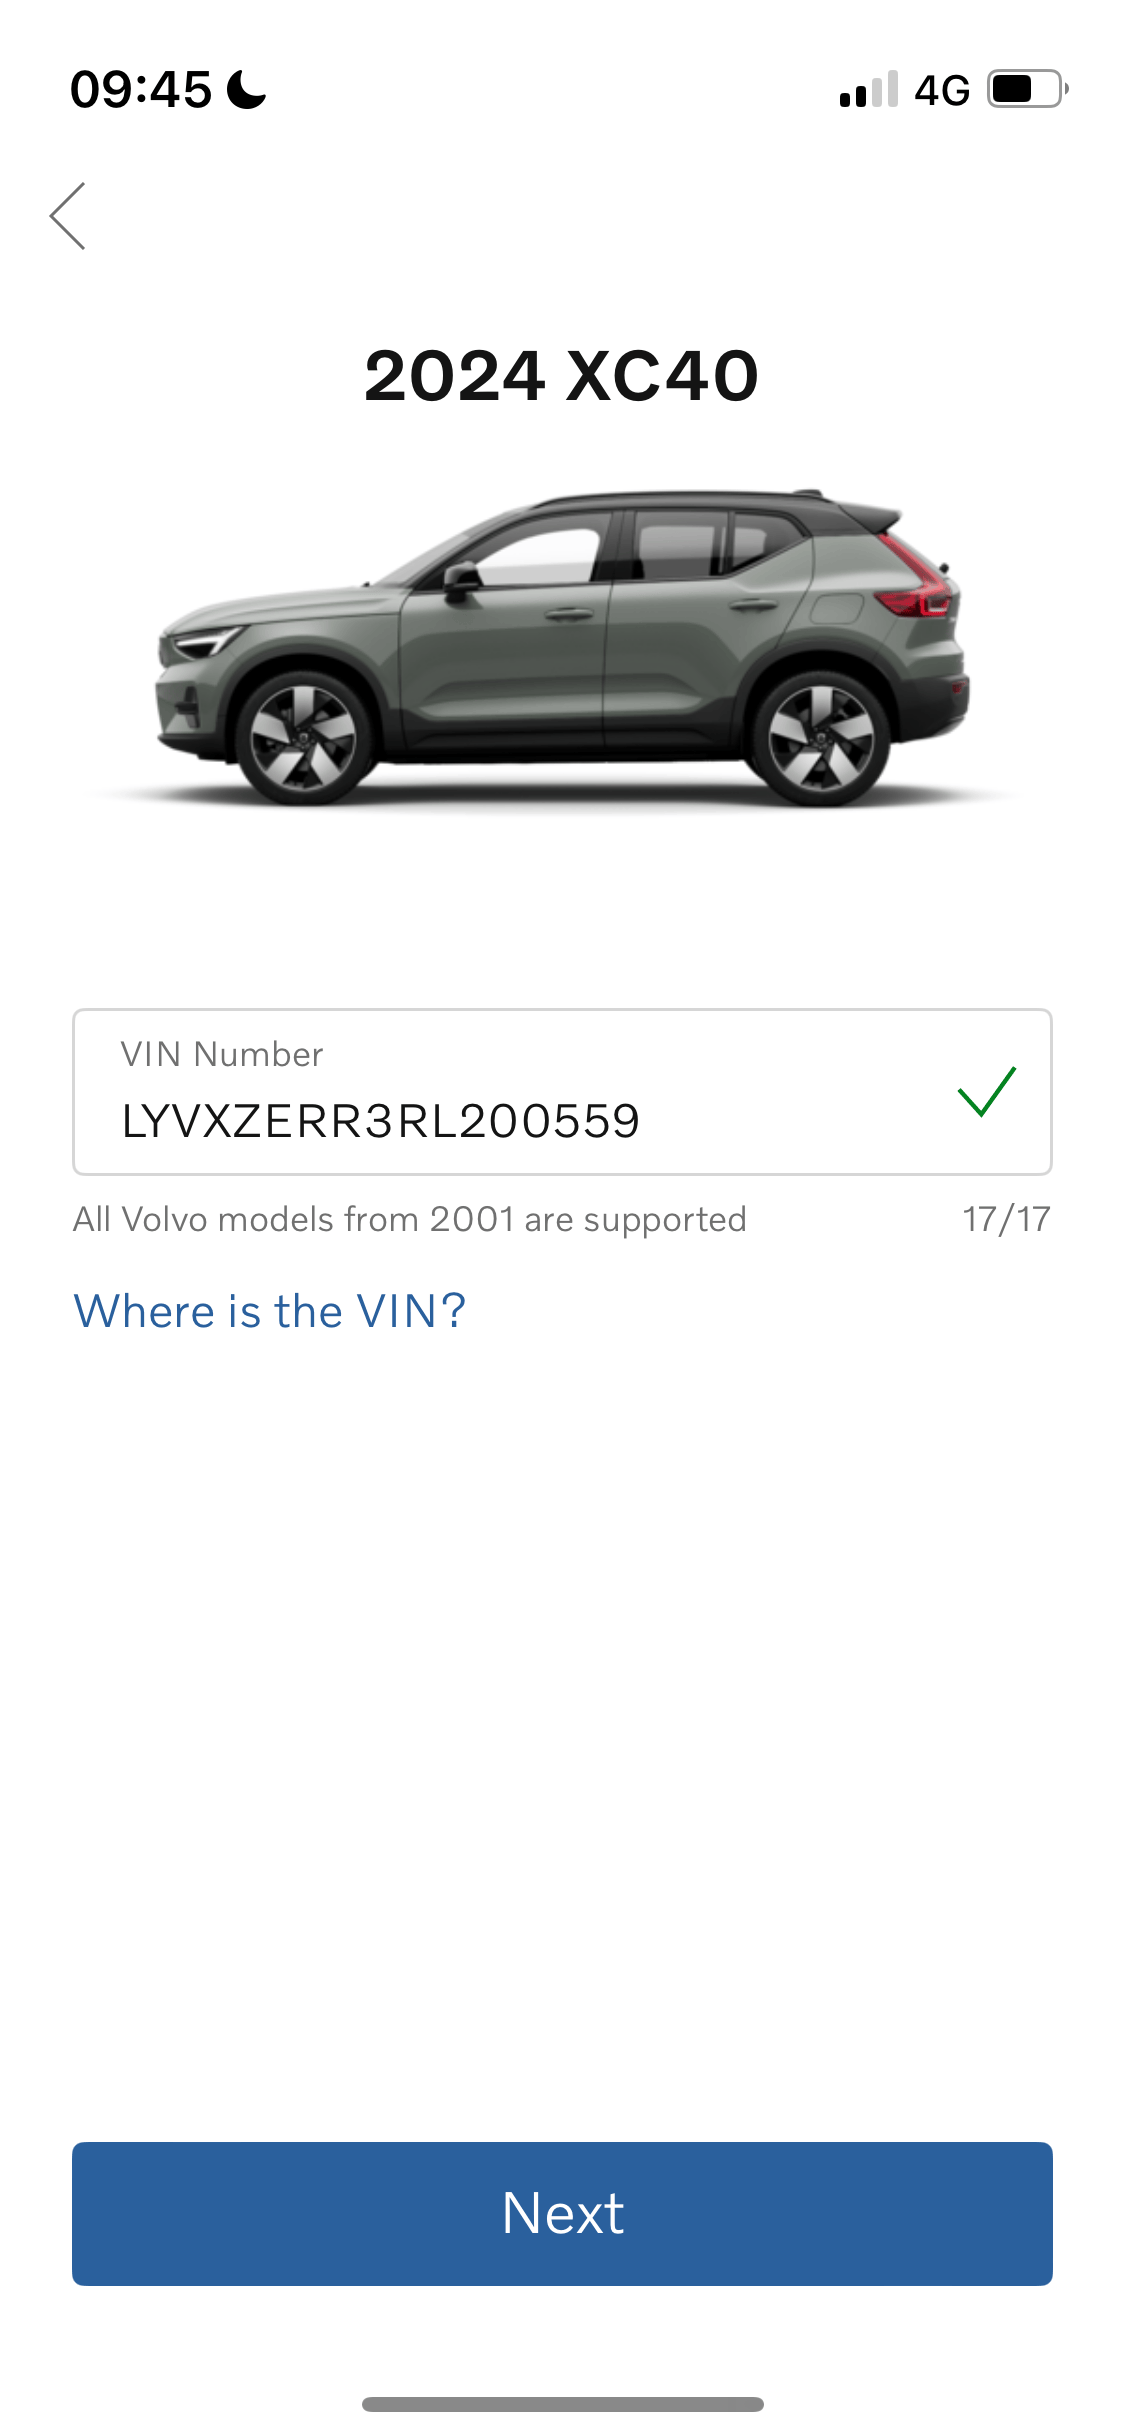 09:45
4G
2024 XC40
VIN Number
LYVXZERR3RL200559
All Volvo models from 2001 are supported
17/17
Where is the VIN?
Next